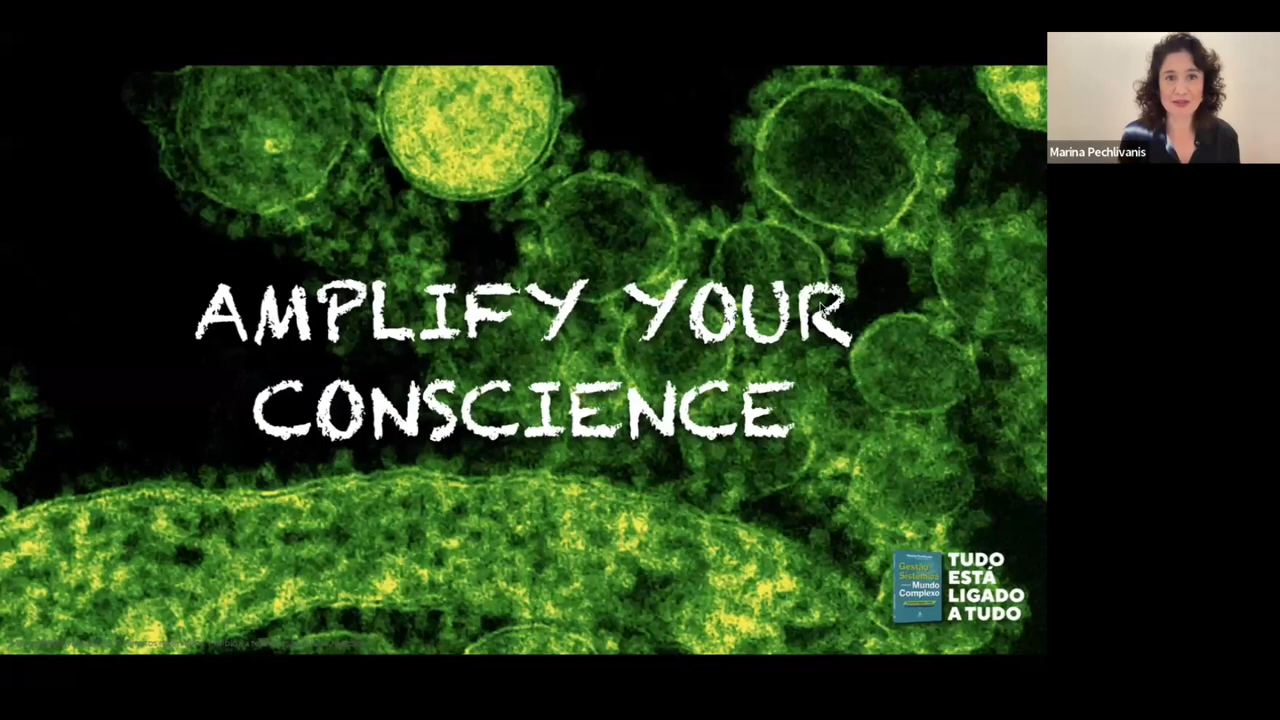 AMPLIFY YOUR
CONSCIENCE
Marina Pechlivanis
Gestão
Sistêmica
Mundo
Complexo
TUDO
ESTÁ
LIGADO
A TUDO